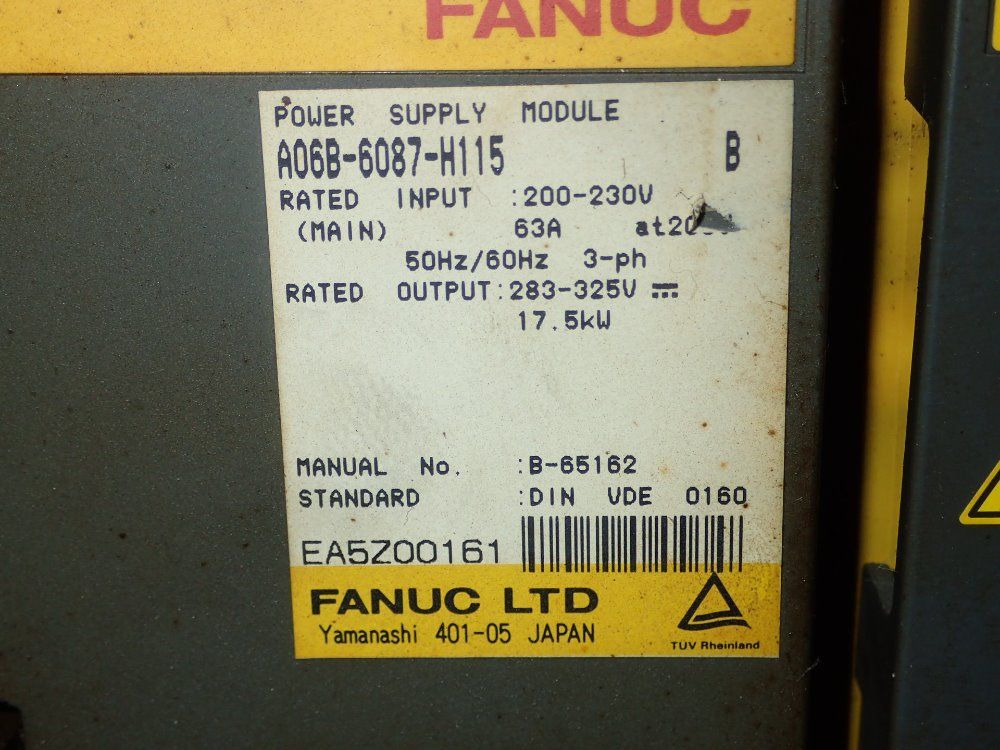 FANUC
POWER SUPPLY MODULE
A06B-6087-H115 B
RATED INPUT :200-230V
(MAIN) 63A
50Hz/60Hz 3-ph
RATED OUTPUT:283-325V ⎓
17.5kW
MANUAL No. :B-65162
STANDARD :DIN VDE 0160
EA5Z00161
FANUC LTD
Yamanashi 401-05 JAPAN
TÜV Rheinland